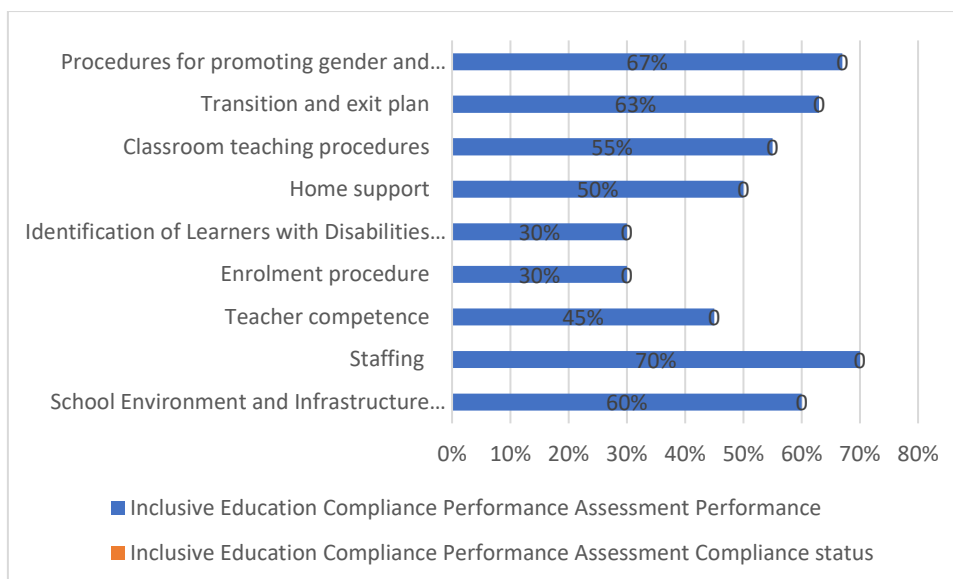 Procedures for promoting gender and... 67% 0
Transition and exit plan 63% 0
Classroom teaching procedures 55% 0
Home support 50% 0
Identification of Learners with Disabilities... 30% 0
Enrolment procedure 30% 0
Teacher competence 45% 0
Staffing 70% 0
School Environment and Infrastructure... 60% 0
0% 10% 20% 30% 40% 50% 60% 70% 80%
Inclusive Education Compliance Performance Assessment Performance
Inclusive Education Compliance Performance Assessment Compliance status